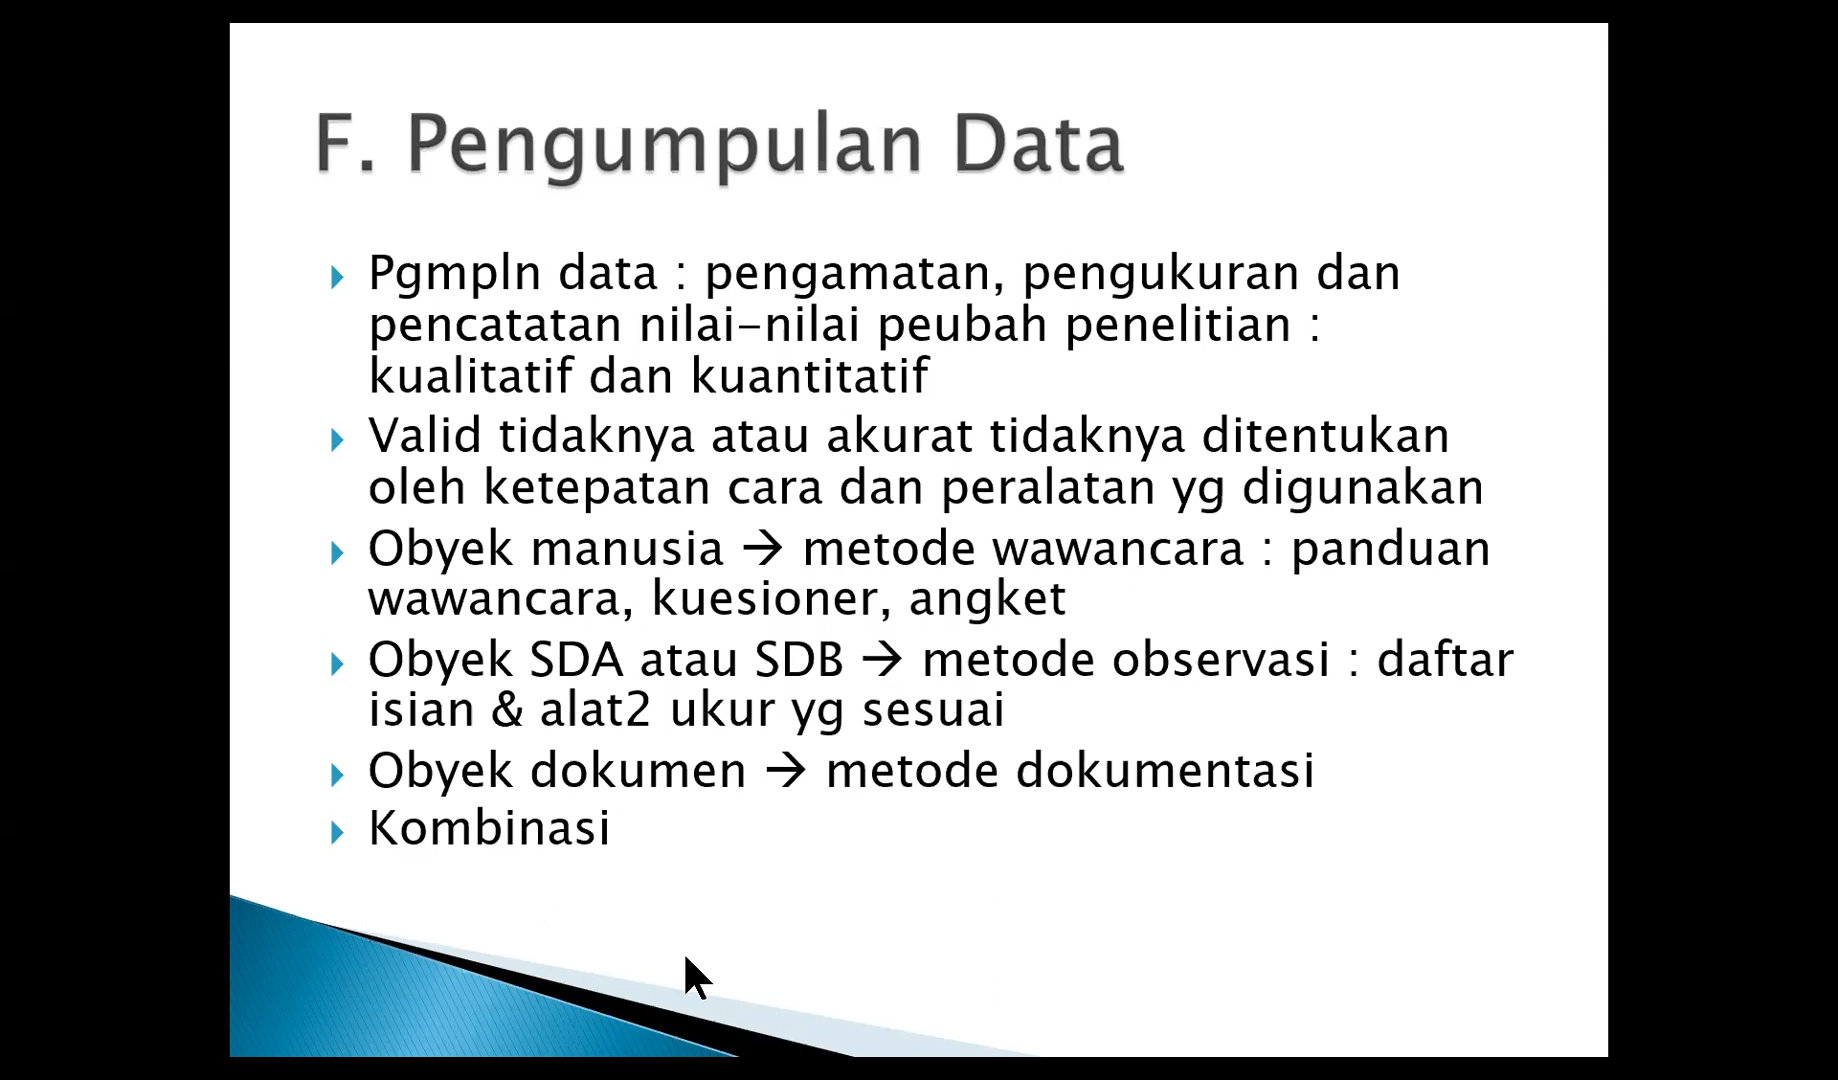 F. Pengumpulan Data
Pgmpln data : pengamatan, pengukuran dan
pencatatan nilai-nilai peubah penelitian :
kualitatif dan kuantitatif
Valid tidaknya atau akurat tidaknya ditentukan
oleh ketepatan cara dan peralatan yg digunakan
Obyek manusia → metode wawancara : panduan
wawancara, kuesioner, angket
Obyek SDA atau SDB → metode observasi : daftar
isian & alat2 ukur yg sesuai
Obyek dokumen → metode dokumentasi
Kombinasi